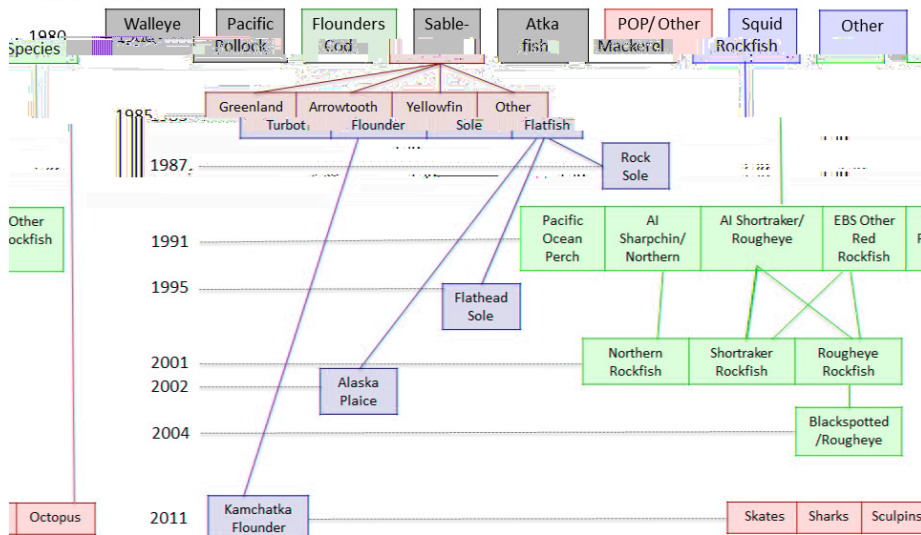 Walleye
Pacific
Flounders
Sable-
Atka
POP/ Other
Squid
Other
1980
Species
Pollock
Cod
fish
Mackerel
Rockfish
Greenland
Arrowtooth
Yellowfin
Other
1985
Turbot
Flounder
Sole
Flatfish
1987
Rock
Sole
Other
Pacific
Ocean
Perch
AI
Sharpchin/
Northern
AI Shortraker/
Rougheye
EBS Other
Red
Rockfish
1991
1995
Flathead
Sole
2001
Northern
Rockfish
Shortraker
Rockfish
Rougheye
Rockfish
2002
Alaska
Plaice
2004
Blackspotted
/Rougheye
Octopus
2011
Kamchatka
Flounder
Skates
Sharks
Sculpins